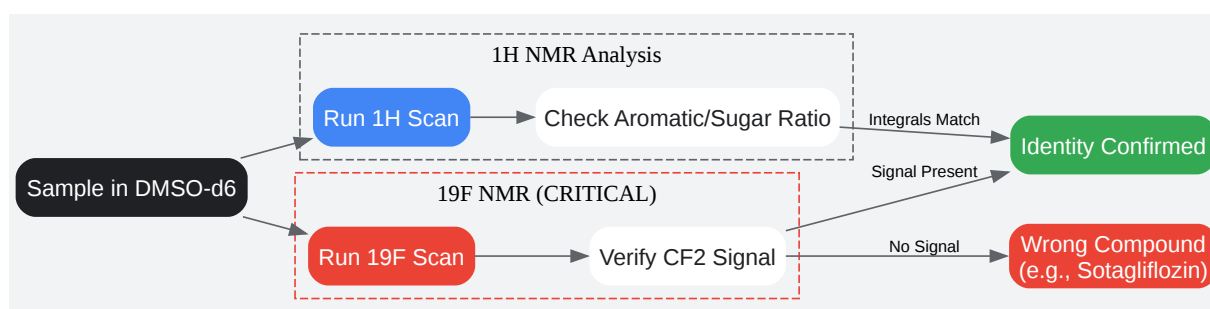 1H NMR Analysis
Run 1H Scan
Check Aromatic/Sugar Ratio
Integrals Match
Identity Confirmed
Sample in DMSO-d6
Signal Present
19F NMR (CRITICAL)
Run 19F Scan
Verify CF2 Signal
No Signal
Wrong Compound
(e.g., Sotagliflozin)